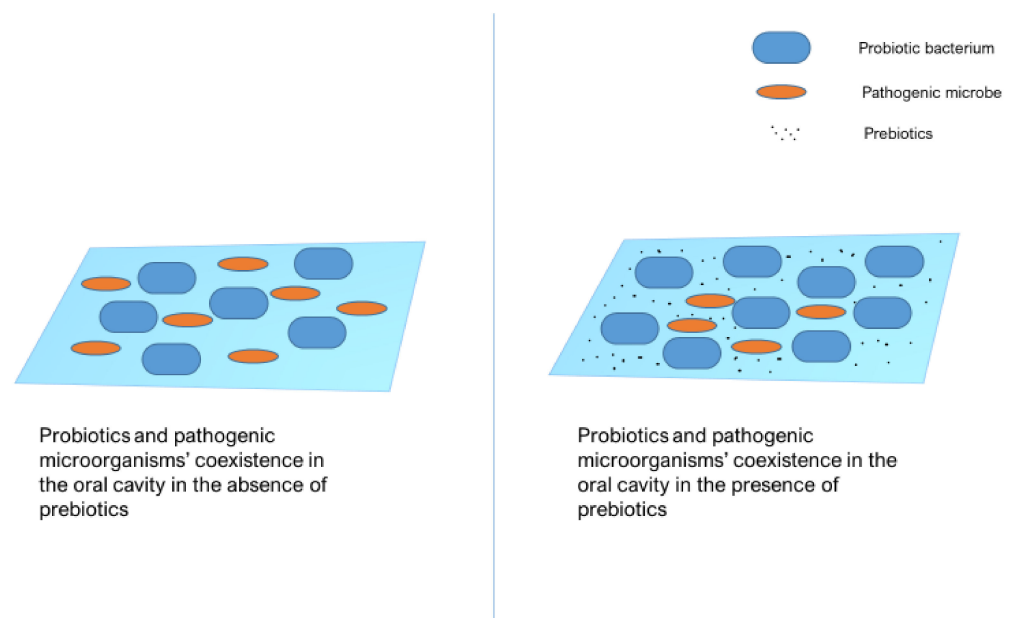 Probiotic bacterium
Pathogenic microbe
Prebiotics
Probiotics and pathogenic
microorganisms’ coexistence in
the oral cavity in the absence of
prebiotics
Probiotics and pathogenic
microorganisms’ coexistence in the
oral cavity in the presence of
prebiotics